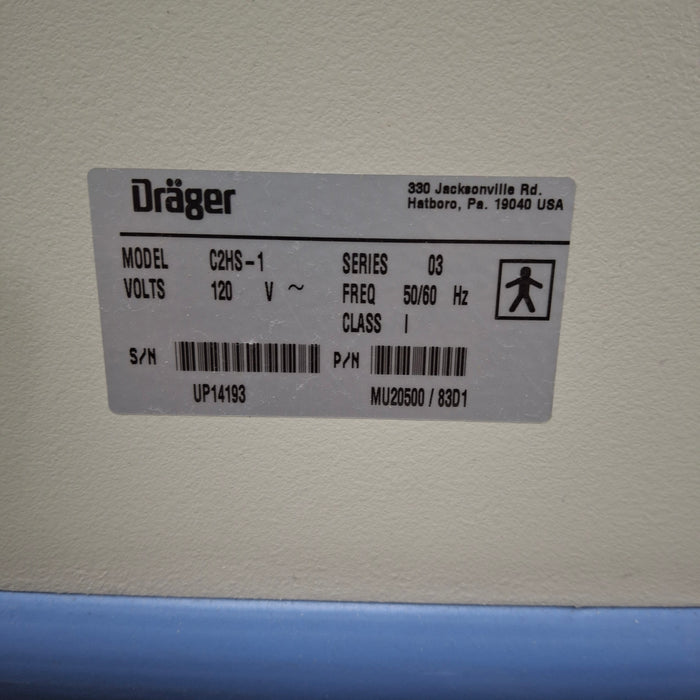 Dräger
330 Jacksonville Rd.
Hatboro, Pa. 19040 USA
MODEL C2HS-1 SERIES 03
VOLTS 120 V ~ FREQ 50/60 Hz
CLASS I
S/N P/N
UP14193 MU20500 / 83D1